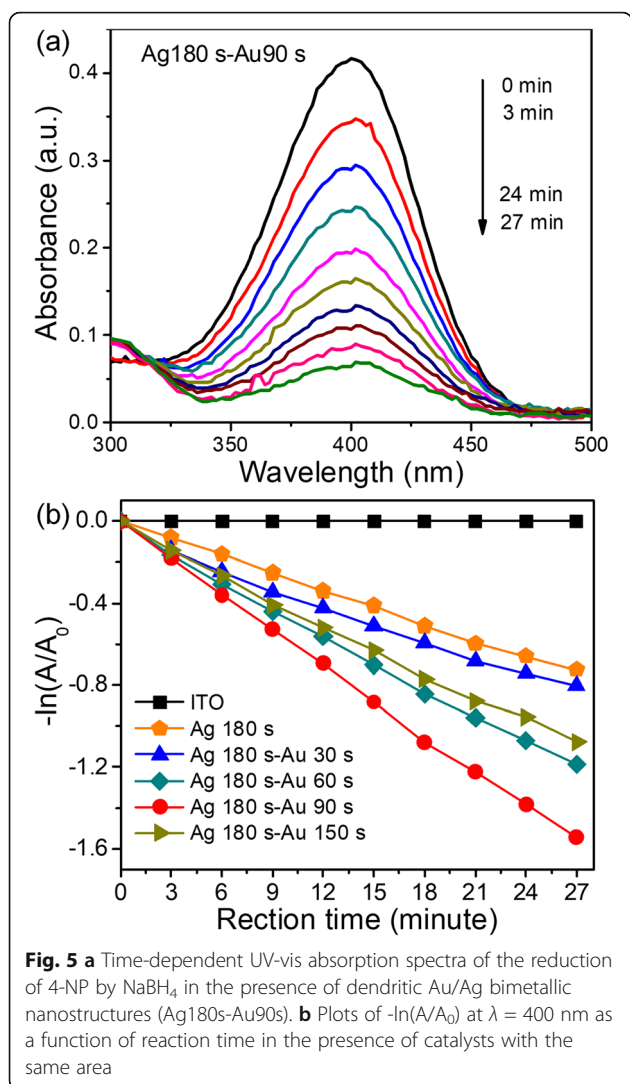 (a)
Ag180 s-Au90 s
0 min
3 min
24 min
27 min
0.4
0.3
0.2
0.1
0.0
Absorbance (a.u.)
300 350 400 450 500
Wavelength (nm)
(b)
0.0
-0.4
-0.8
-1.2
-1.6
-ln(A/A₀)
ITO
Ag 180 s
Ag 180 s-Au 30 s
Ag 180 s-Au 60 s
Ag 180 s-Au 90 s
Ag 180 s-Au 150 s
0 3 6 9 12 15 18 21 24 27
Rection time (minute)
Fig. 5 a Time-dependent UV-vis absorption spectra of the reduction
of 4-NP by NaBH₄ in the presence of dendritic Au/Ag bimetallic
nanostructures (Ag180s-Au90s). b Plots of -ln(A/A₀) at λ = 400 nm as
a function of reaction time in the presence of catalysts with the
same area